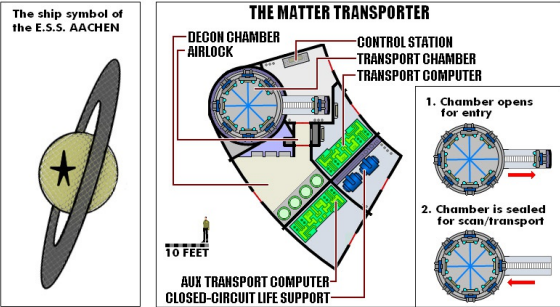 The ship symbol of
the E.S.S. AACHEN
THE MATTER TRANSPORTER
DECON CHAMBER
AIRLOCK
CONTROL STATION
TRANSPORT CHAMBER
TRANSPORT COMPUTER
1. Chamber opens
for entry
2. Chamber is sealed
for scan/transport
10 FEET
AUX TRANSPORT COMPUTER
CLOSED-CIRCUIT LIFE SUPPORT